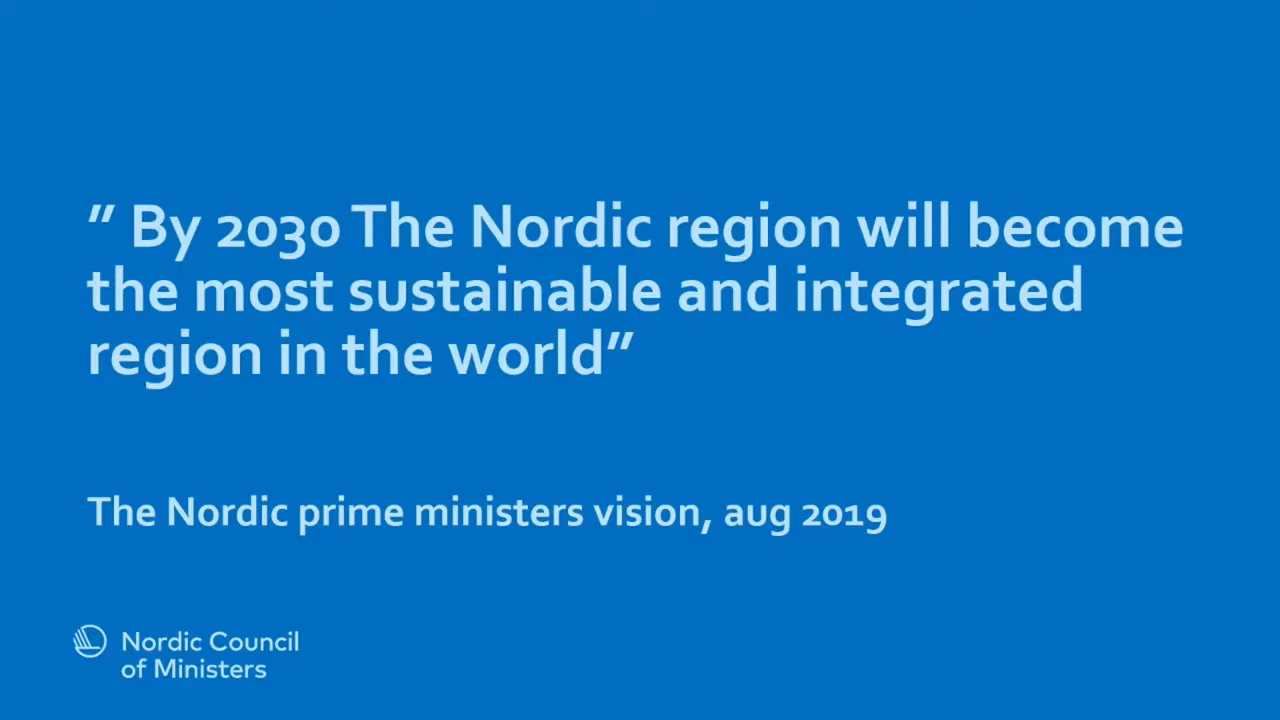 ” By 2030 The Nordic region will become
the most sustainable and integrated
region in the world”
The Nordic prime ministers vision, aug 2019
Nordic Council
of Ministers